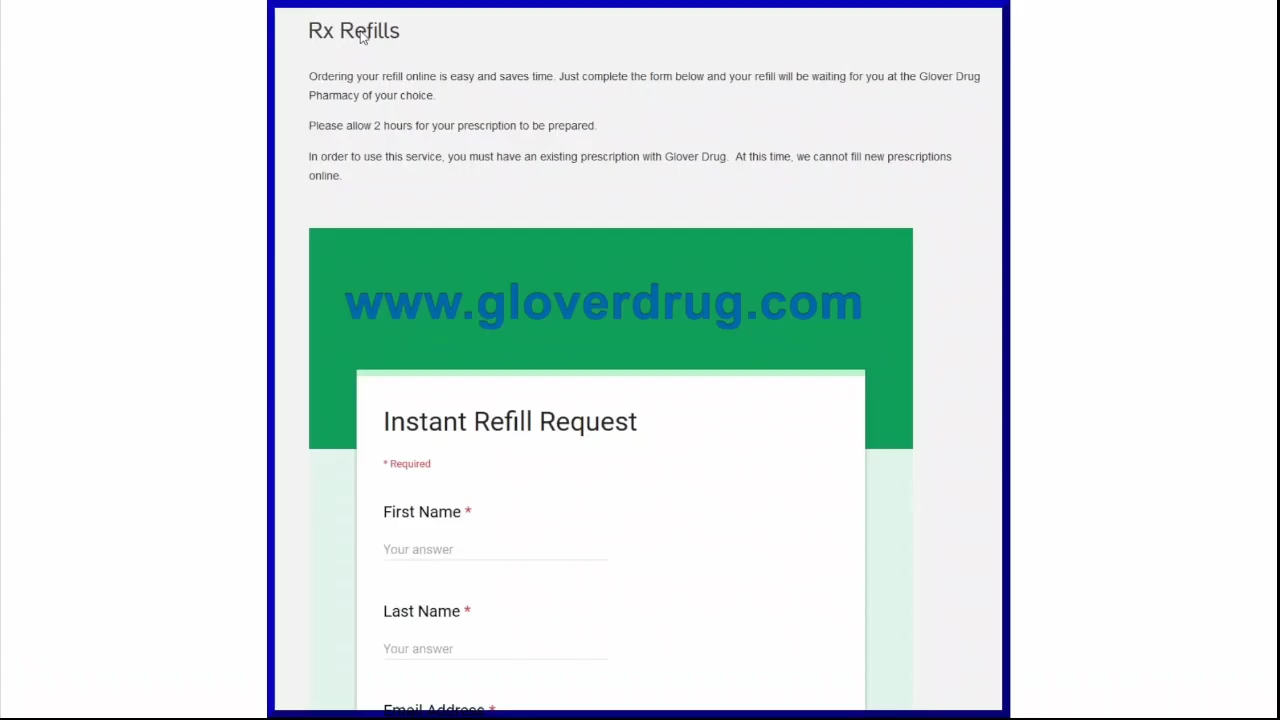 Rx Refills
Ordering your refill online is easy and saves time. Just complete the form below and your refill will be waiting for you at the Glover Drug
Pharmacy of your choice.
Please allow 2 hours for your prescription to be prepared.
In order to use this service, you must have an existing prescription with Glover Drug. At this time, we cannot fill new prescriptions
online.
www.gloverdrug.com
Instant Refill Request
* Required
First Name *
Your answer
Last Name *
Your answer
Email Address *